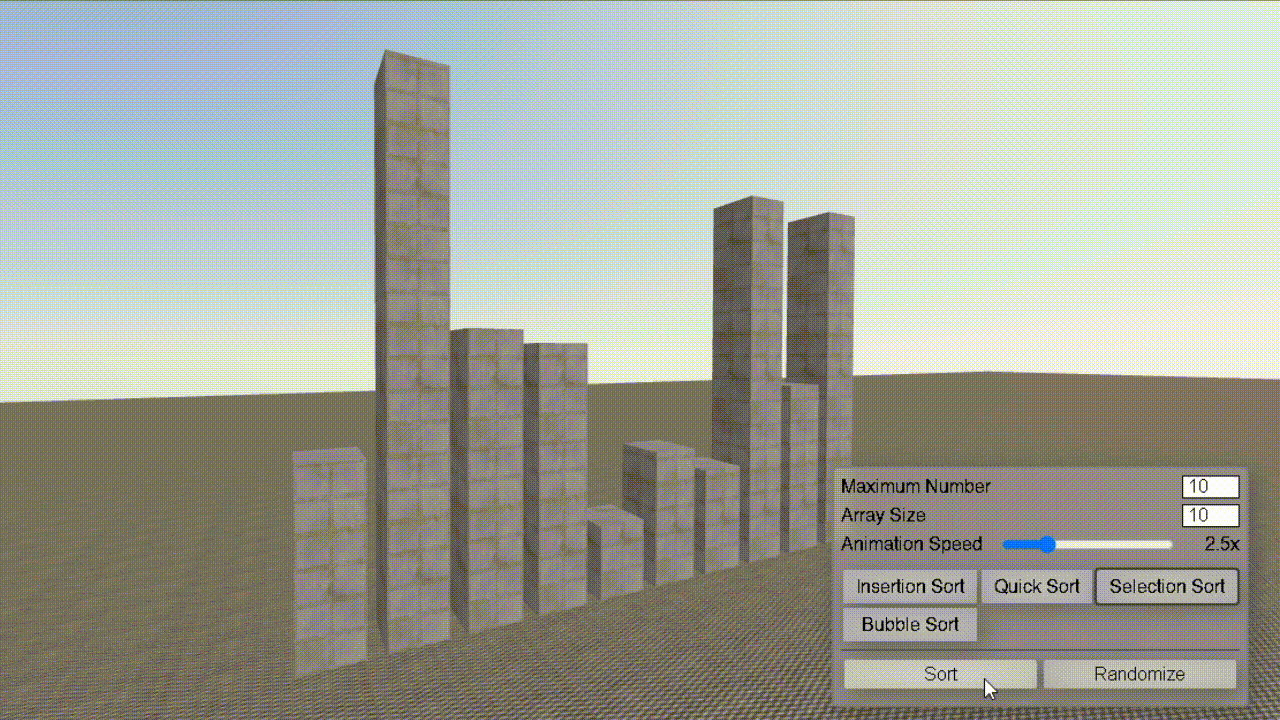 Maximum Number 10
Array Size 10
Animation Speed 2.5x
Insertion Sort Quick Sort Selection Sort
Bubble Sort
Sort Randomize